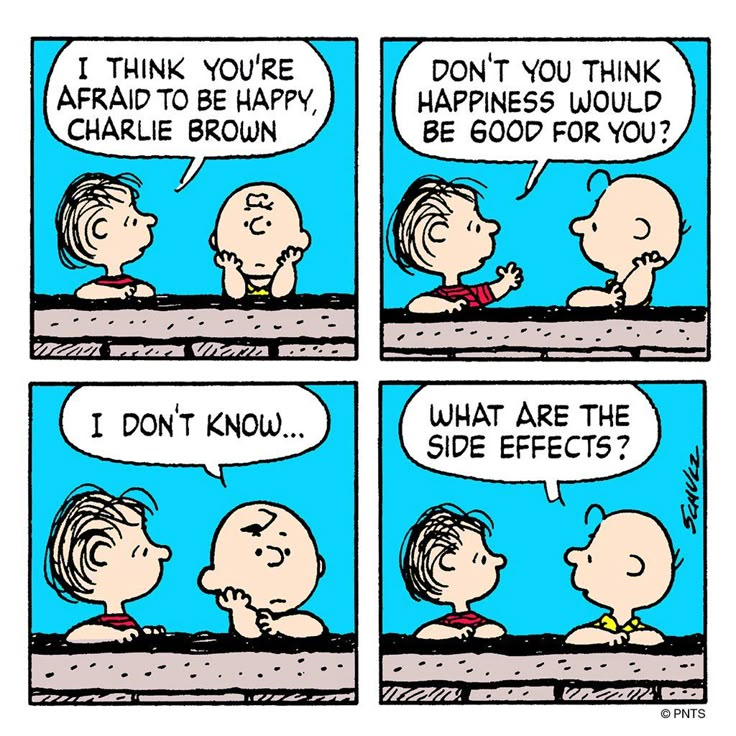 I THINK YOU'RE
AFRAID TO BE HAPPY,
CHARLIE BROWN
DON'T YOU THINK
HAPPINESS WOULD
BE GOOD FOR YOU?
I DON'T KNOW...
WHAT ARE THE
SIDE EFFECTS?
SCHULZ
© PNTS